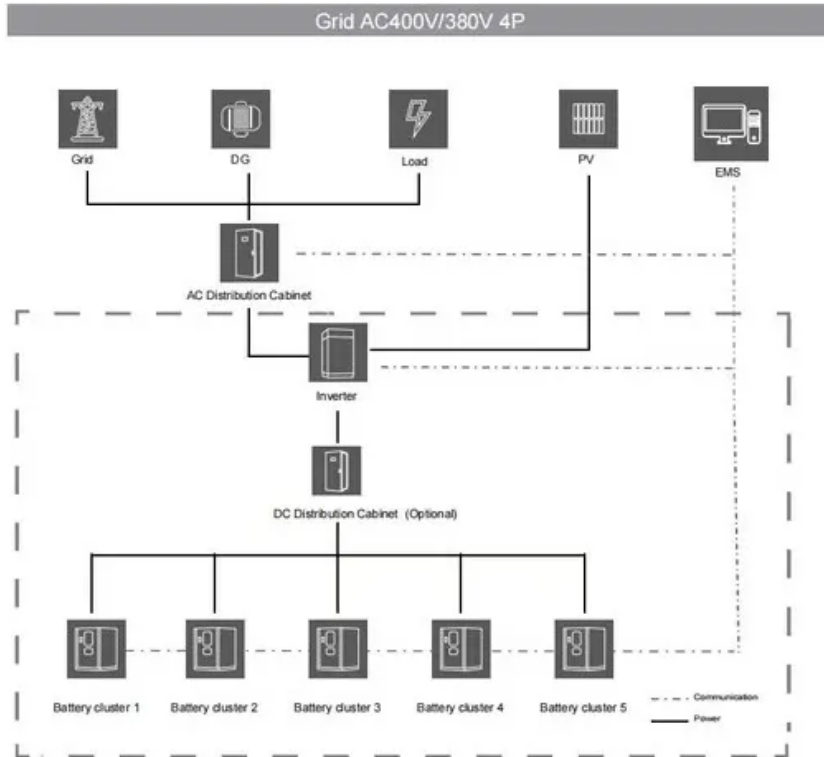 Grid AC400V/380V 4P
Grid
DG
Load
PV
EMS
AC Distribution Cabinet
Inverter
DC Distribution Cabinet (Optional)
Battery cluster 1
Battery cluster 2
Battery cluster 3
Battery cluster 4
Battery cluster 5
Communication
Power